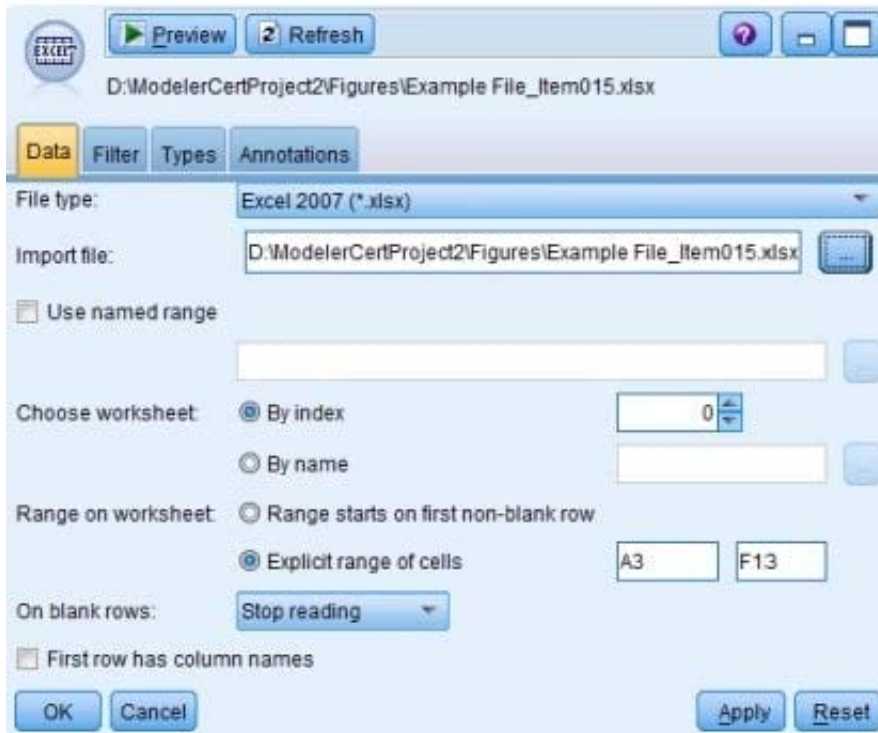 EXCEL
Preview
2 Refresh
?
D:\ModelerCertProject2\Figures\Example File_Item015.xlsx
Data Filter Types Annotations
File type: Excel 2007 (*.xlsx)
Import file: D:\ModelerCertProject2\Figures\Example File_Item015.xlsx ...
Use named range
Choose worksheet: By index 0
By name
Range on worksheet: Range starts on first non-blank row
Explicit range of cells A3 F13
On blank rows: Stop reading
First row has column names
OK Cancel Apply Reset